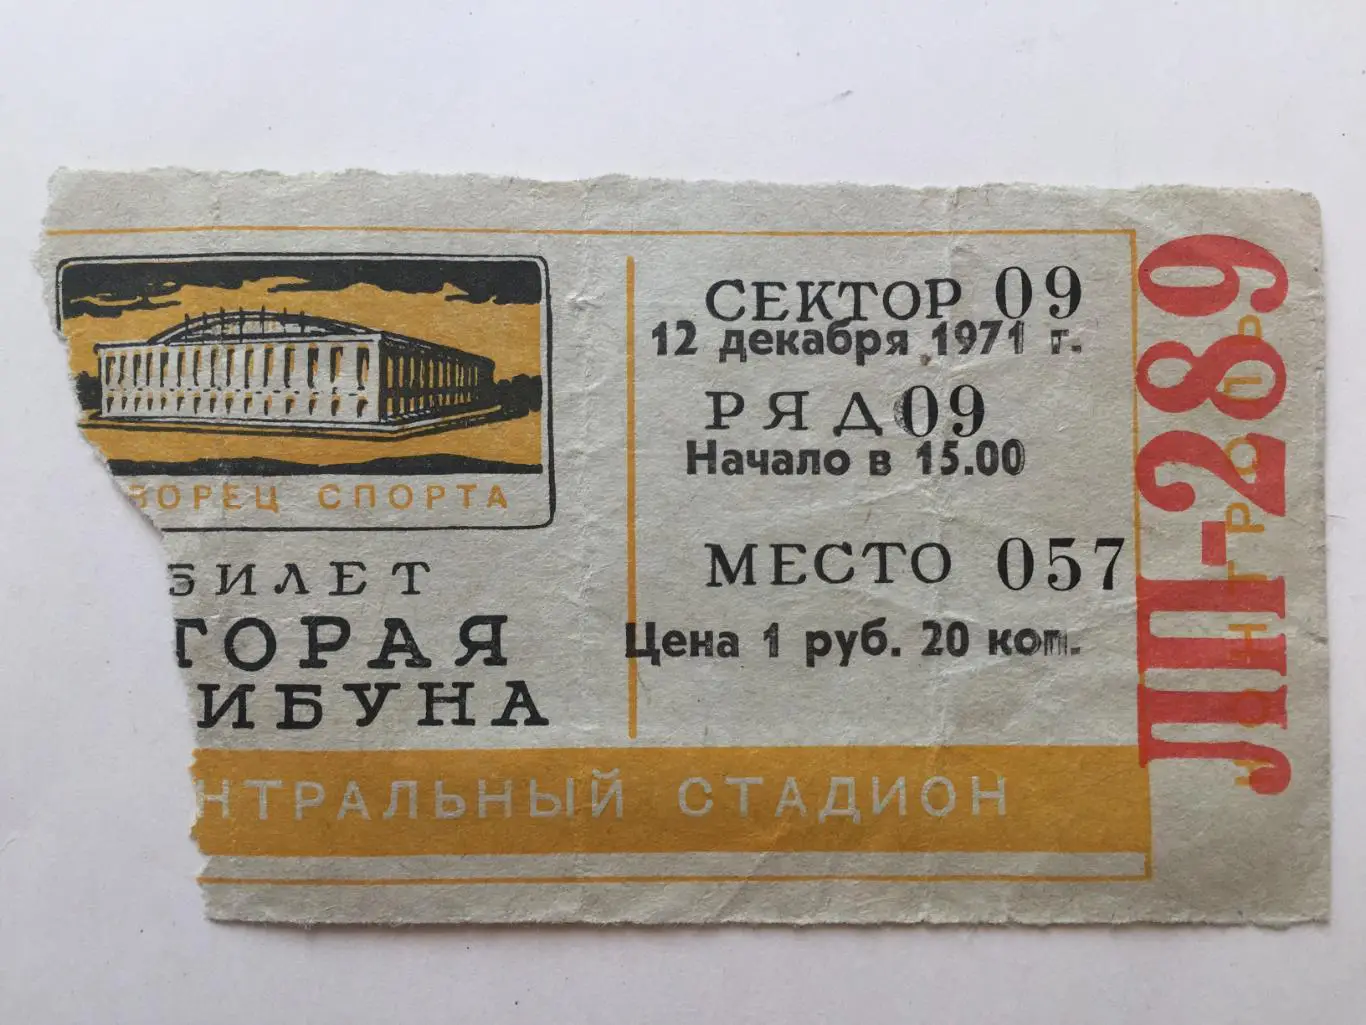 ВОРЕЦ СПОРТА
БИЛЕТ
ТОРАЯ
ИБУНА
СЕКТОР 09
12 декабря 1971 г.
РЯД 09
Начало в 15.00
МЕСТО 057
Цена 1 руб. 20 коп.
НТРАЛЬНЫЙ СТАДИОН
ЛП-289
КОНТРОЛЬ